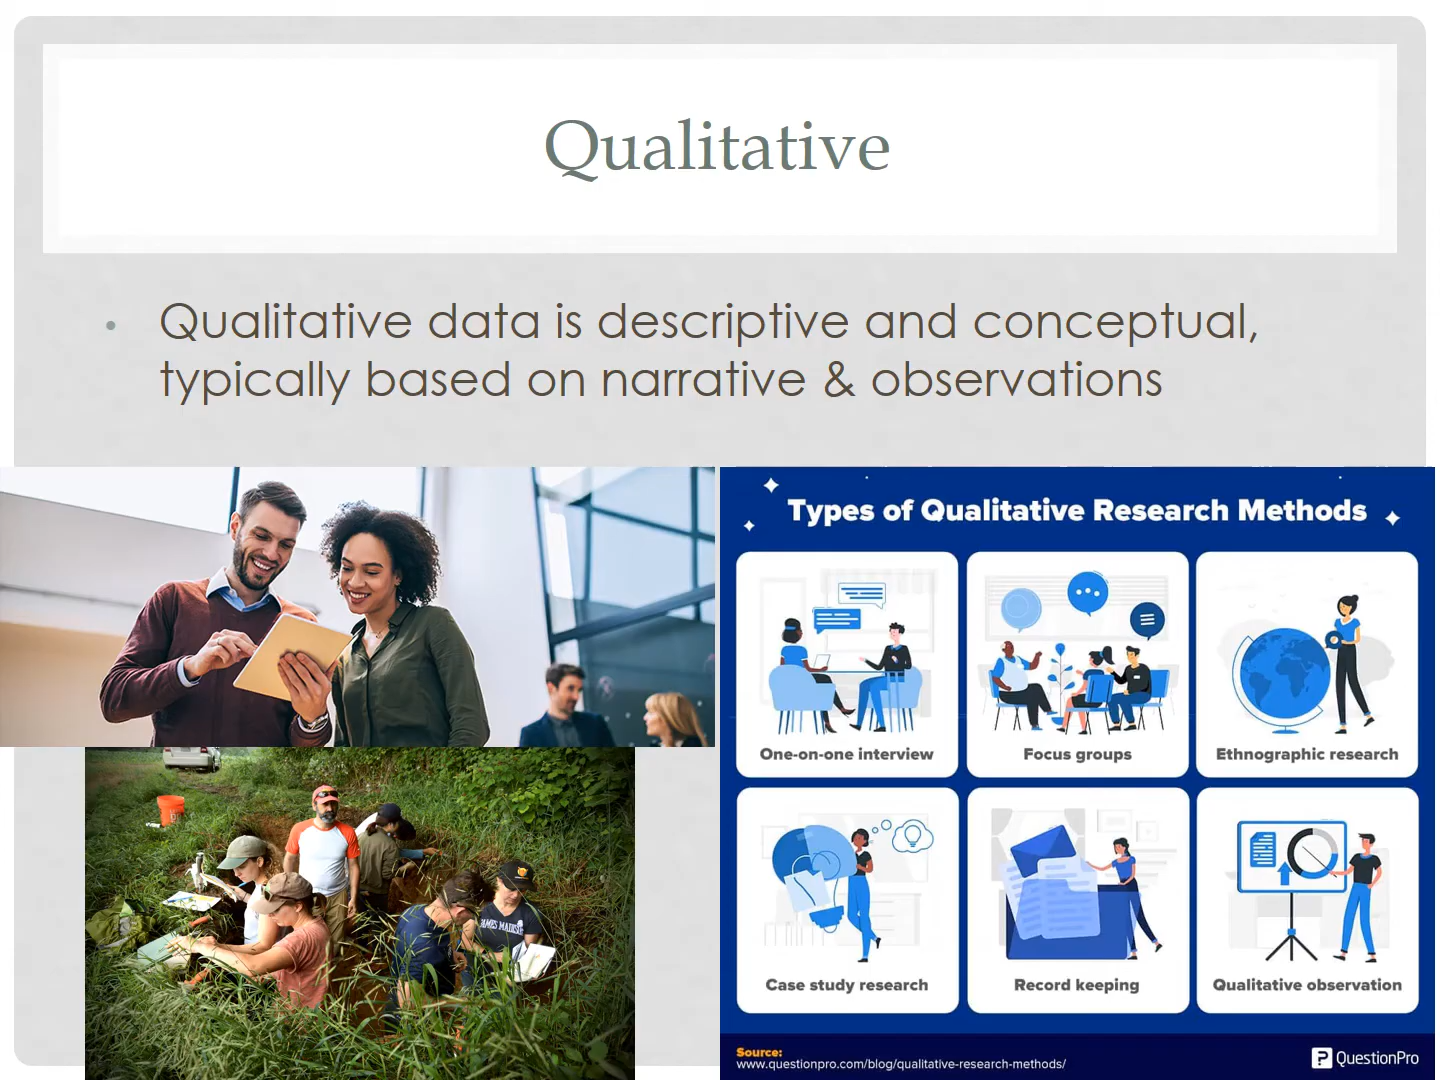 Qualitative
• Qualitative data is descriptive and conceptual,
typically based on narrative & observations
Types of Qualitative Research Methods
One-on-one interview
Focus groups
Ethnographic research
Case study research
Record keeping
Qualitative observation
Source:
www.questionpro.com/blog/qualitative-research-methods/
QuestionPro
JAMES MADISON